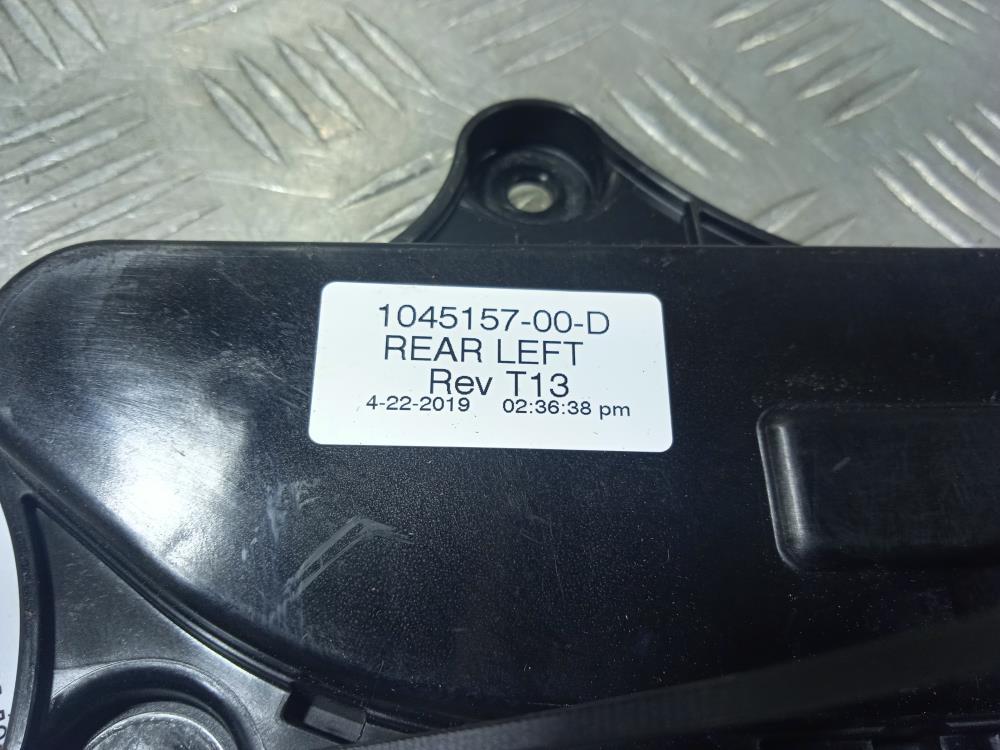 1045157-00-D
REAR LEFT
Rev T13
4-22-2019 02:36:38 pm